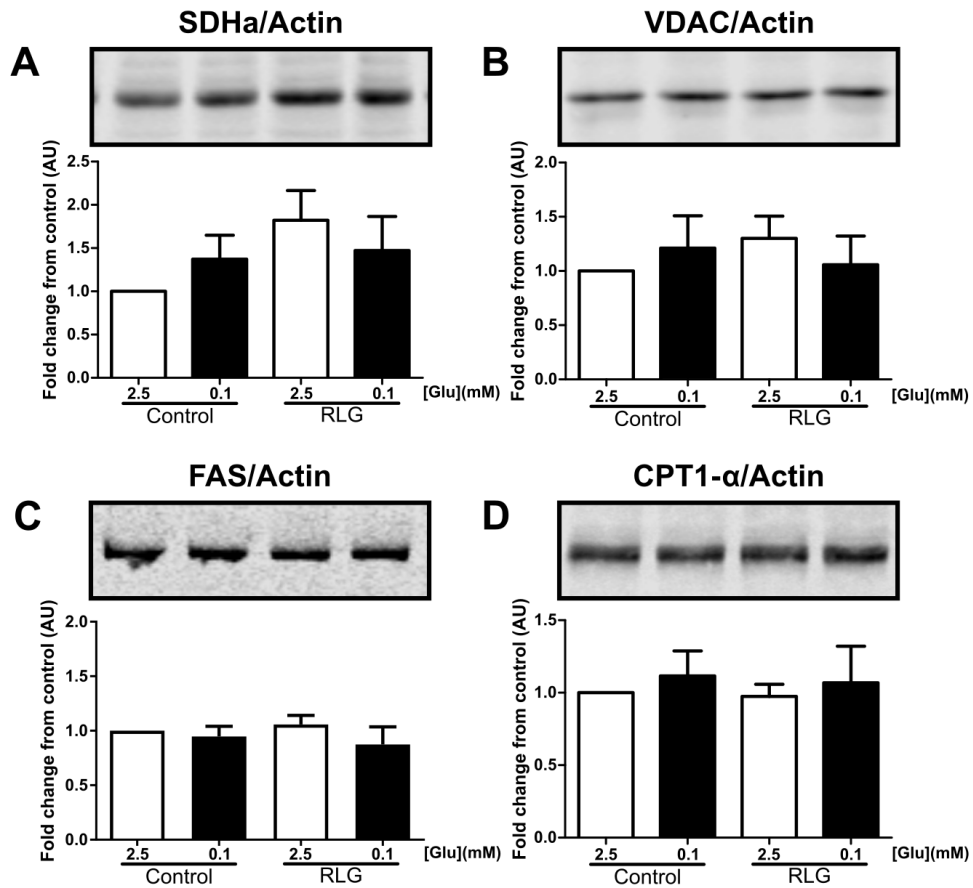 SDHa/Actin
A
Fold change from control (AU)
2.5
2.0
1.5
1.0
0.5
0.0
2.5 0.1 2.5 0.1 [Glu](mM)
Control RLG
VDAC/Actin
B
Fold change from control (AU)
2.0
1.5
1.0
0.5
0.0
2.5 0.1 2.5 0.1 [Glu](mM)
Control RLG
FAS/Actin
C
Fold change from control (AU)
2.0
1.5
1.0
0.5
0.0
2.5 0.1 2.5 0.1 [Glu](mM)
Control RLG
CPT1-α/Actin
D
Fold change from control (AU)
1.5
1.0
0.5
0.0
2.5 0.1 2.5 0.1 [Glu](mM)
Control RLG